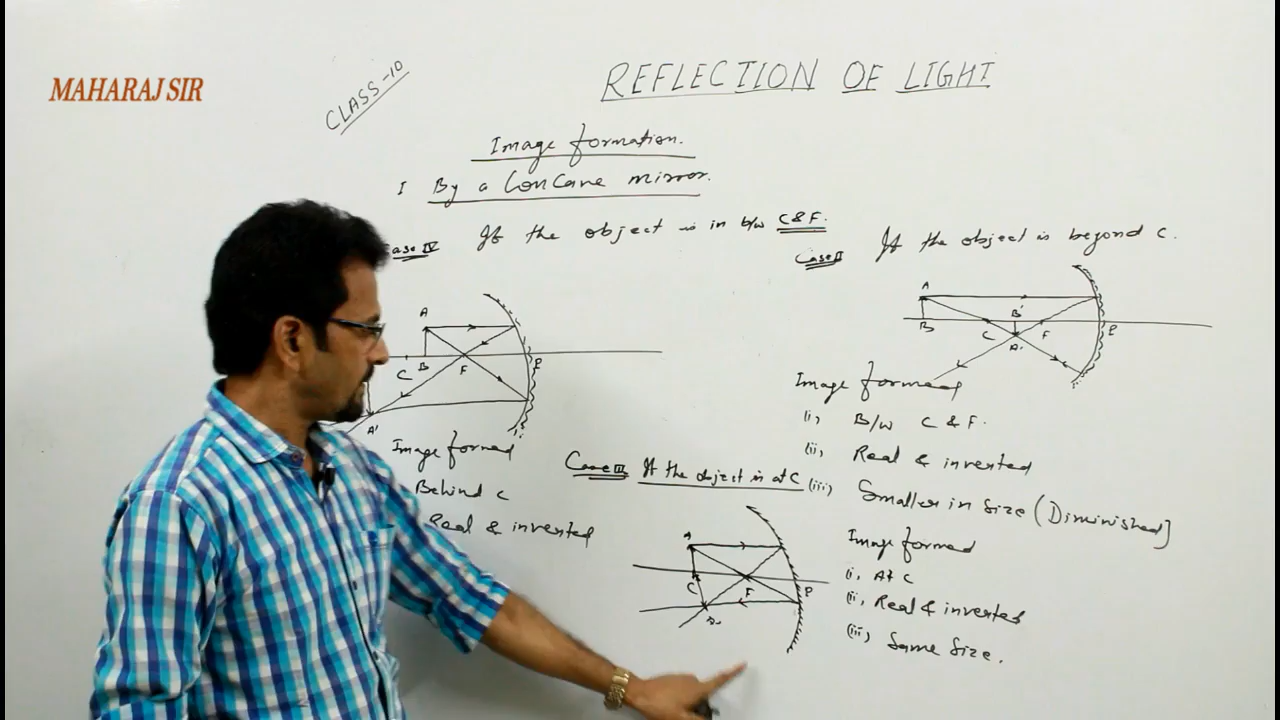 MAHARAJ SIR
CLASS-10
REFLECTION OF LIGHT
Image formation.
I By a Concave mirror.
Case IV If the object is in b/w C & F.
A
C B F P
A'
Image formed
Behind C
Real & inverted
Case II If the object is beyond C.
A
B C B' F P
A'
Image formed
(i), B/w C & F.
(ii) Real & inverted
(iii) Smaller in size (Diminished)
Case III If the object is at C
A
C F P
A'
Image formed
(i, At C
(ii, Real & inverted
(iii) Same Size.